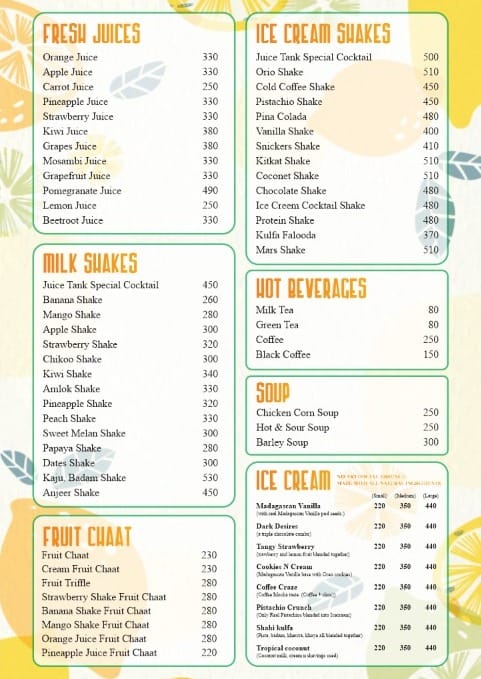 FRESH JUICES
Orange Juice 330
Apple Juice 330
Carrot Juice 250
Pineapple Juice 330
Strawberry Juice 330
Kiwi Juice 380
Grapes Juice 380
Mosambi Juice 330
Grapefruit Juice 330
Pomegranate Juice 490
Lemon Juice 250
Beetroot Juice 330
MILK SHAKES
Juice Tank Special Cocktail 450
Banana Shake 260
Mango Shake 280
Apple Shake 300
Strawberry Shake 320
Chikoo Shake 300
Kiwi Shake 340
Amlok Shake 330
Pineapple Shake 320
Peach Shake 330
Sweet Melan Shake 300
Papaya Shake 280
Dates Shake 300
Kaju, Badam Shake 530
Anjeer Shake 450
FRUIT CHAAT
Fruit Chaat 230
Cream Fruit Chaat 230
Fruit Triffle 280
Strawberry Shake Fruit Chaat 280
Banana Shake Fruit Chaat 280
Mango Shake Fruit Chaat 280
Orange Juice Fruit Chaat 280
Pineapple Juice Fruit Chaat 220
ICE CREAM SHAKES
Juice Tank Special Cocktail 500
Orio Shake 510
Cold Coffee Shake 450
Pistachio Shake 450
Pina Colada 480
Vanilla Shake 400
Snickers Shake 410
Kitkat Shake 510
Coconet Shake 510
Chocolate Shake 480
Ice Creem Cocktail Shake 480
Protein Shake 480
Kulfa Falooda 370
Mars Shake 510
HOT BEVERAGES
Milk Tea 80
Green Tea 80
Coffee 250
Black Coffee 150
SOUP
Chicken Corn Soup 250
Hot & Sour Soup 250
Barley Soup 300
ICE CREAM
MADE WITH ALL NATURAL INGREDIENTS
(Small) (Medium) (Large)
Madagascan Vanilla 220 350 440
(with real Madagascan Vanilla pod seeds)
Dark Desires 220 350 440
(a triple chocolate combo)
Tangy Strawberry 220 350 440
(strawberry and lemon fruit blended together)
Cookies N Cream 220 350 440
(Madagascan Vanilla base with Oreo cookies)
Coffee Craze 220 350 440
(Coffee Mocha taste (Coffee + choc))
Pistachio Crunch 220 350 440
(Only Real Pistachios blended into Icecream)
Shahi kulfa 220 350 440
(Pista, badam, khoya all blended together)
Tropical coconut 220 350 440
(Coconut milk, cream n shavings used)